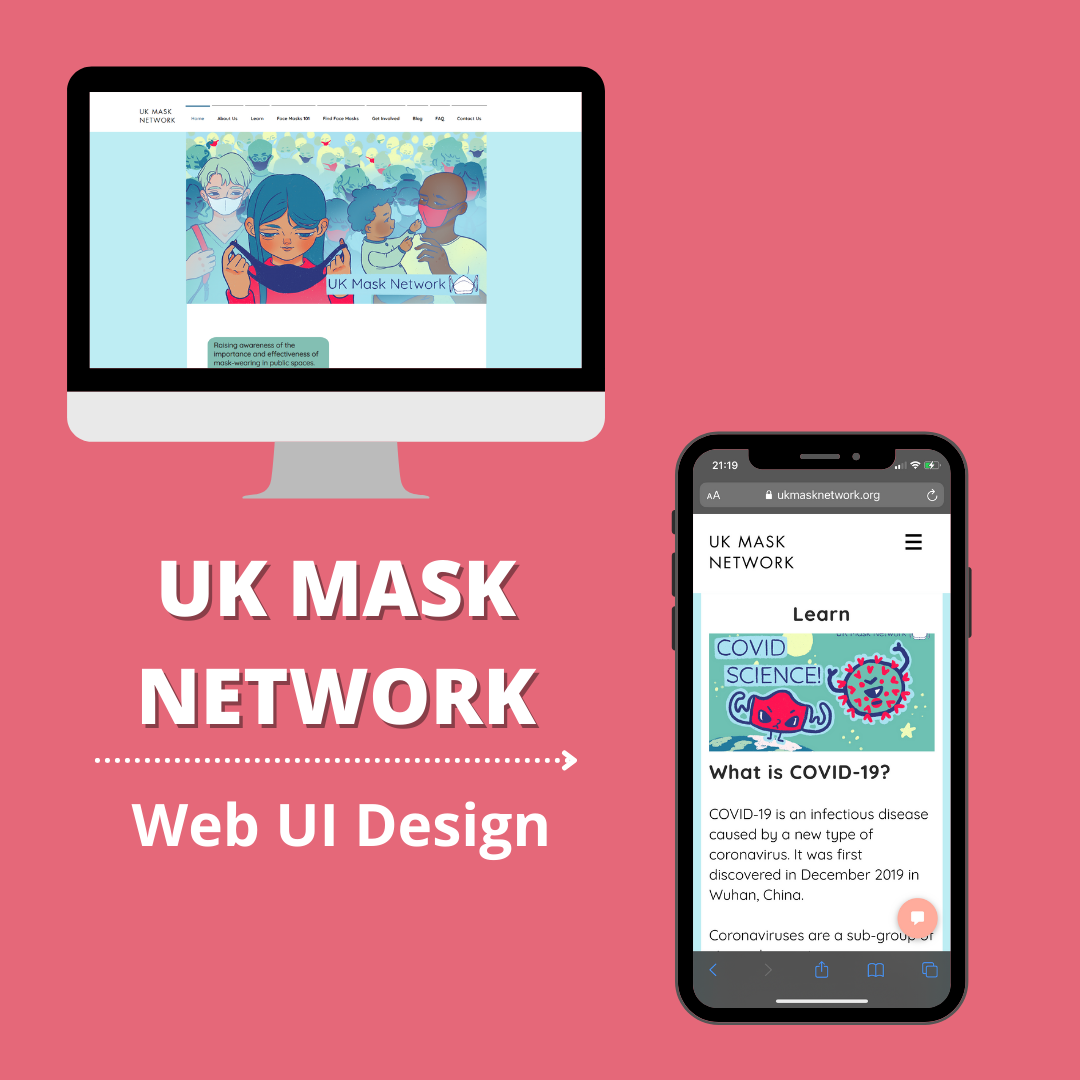 UK MASK
NETWORK
Home About Us Learn Face Masks 101 Find Face Masks Get Involved Blog FAQ Contact Us
UK Mask Network
Raising awareness of the
importance and effectiveness of
mask-wearing in public spaces.
UK MASK
NETWORK
Web UI Design
21:19
AA ukmasknetwork.org
UK MASK
NETWORK
Learn
UK Mask Network
COVID
SCIENCE!
What is COVID-19?
COVID-19 is an infectious disease
caused by a new type of
coronavirus. It was first
discovered in December 2019 in
Wuhan, China.
Coronaviruses are a sub-group of